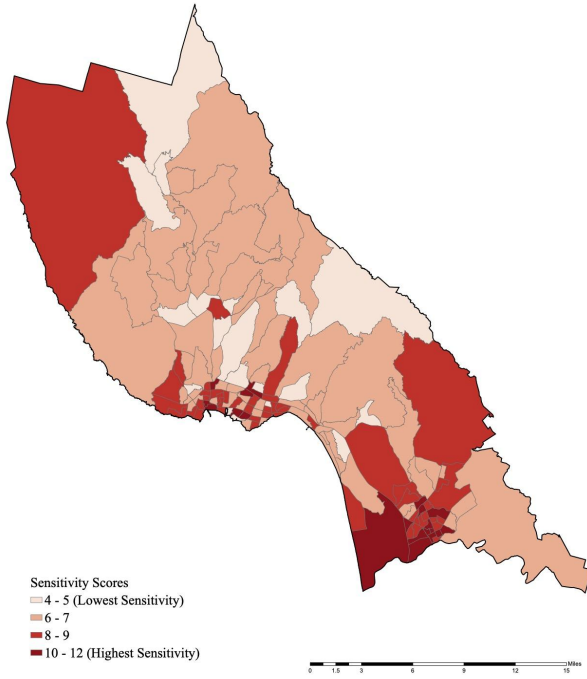 Sensitivity Scores
4 - 5 (Lowest Sensitivity)
6 - 7
8 - 9
10 - 12 (Highest Sensitivity)
Miles
0 1.5 3 6 9 12 15